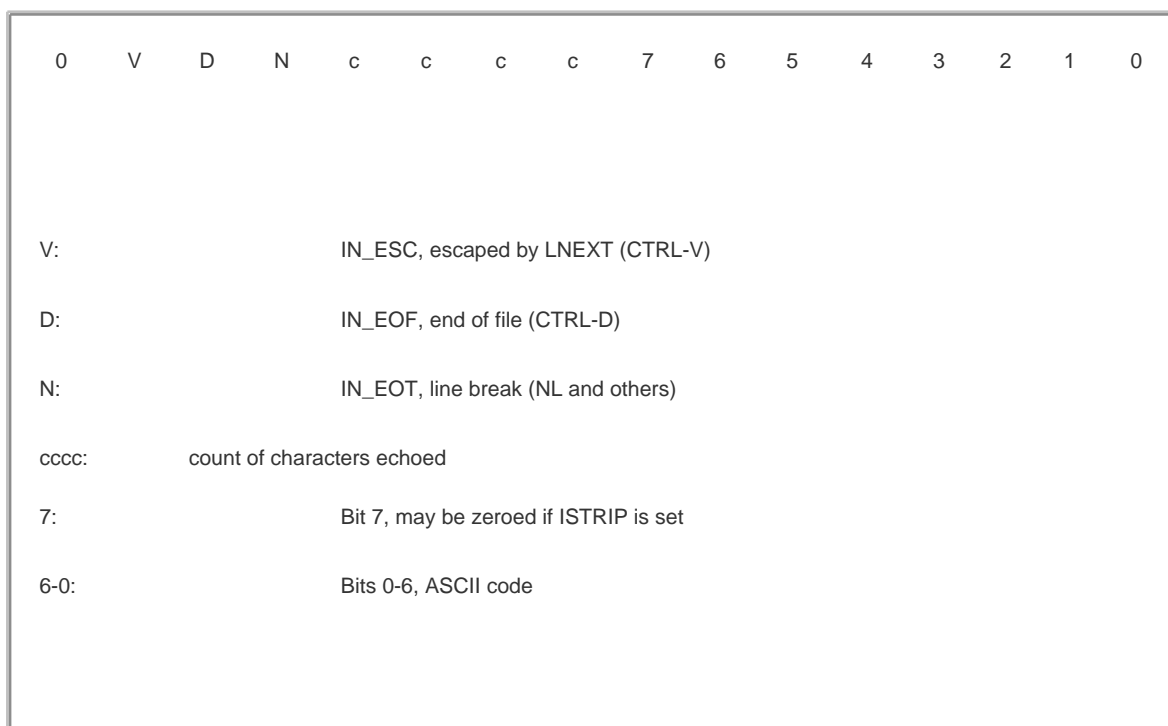 0 V D N c c c c 7 6 5 4 3 2 1 0
V: IN_ESC, escaped by LNEXT (CTRL-V)
D: IN_EOF, end of file (CTRL-D)
N: IN_EOT, line break (NL and others)
cccc: count of characters echoed
7: Bit 7, may be zeroed if ISTRIP is set
6-0: Bits 0-6, ASCII code